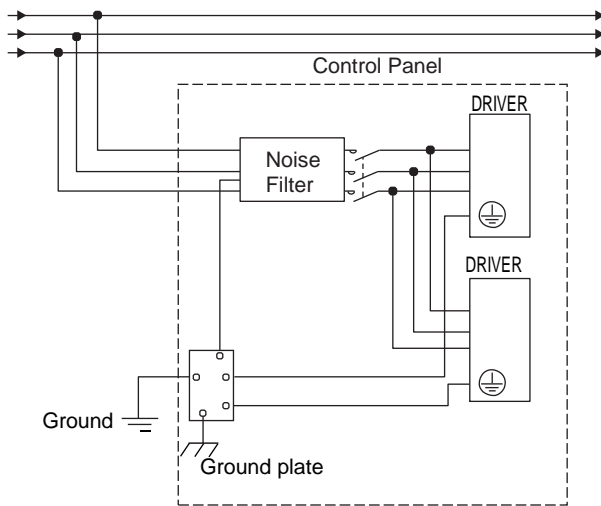 Control Panel
DRIVER
Noise
Filter
DRIVER
Ground
Ground plate